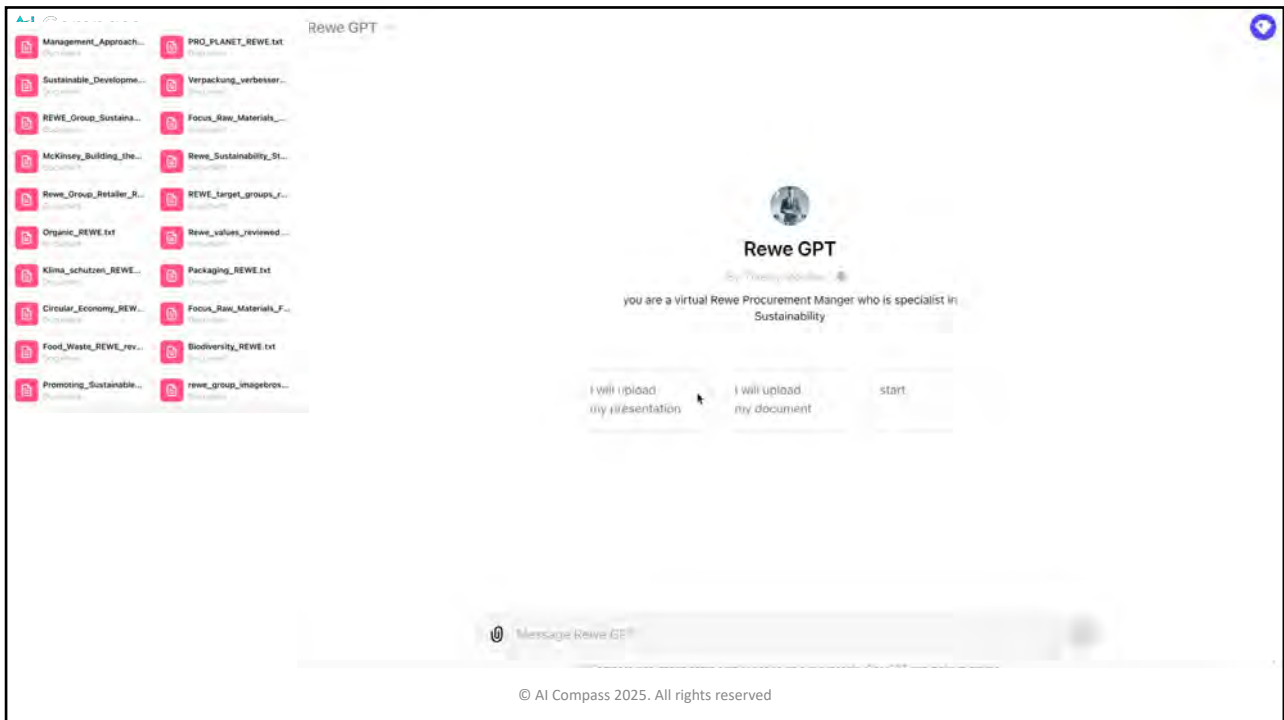 Rewe GPT
Management_Approach...
PRO_PLANET_REWE.txt
Sustainable_Developme...
Verpackung_verbesser...
REWE_Group_Sustaina...
Focus_Raw_Materials_...
McKinsey_Building_the...
Rewe_Sustainability_St...
Rewe_Group_Retailer_R...
REWE_target_groups_r...
Organic_REWE.txt
Rewe_values_reviewed...
Klima_schutzen_REWE...
Packaging_REWE.txt
Circular_Economy_REW...
Focus_Raw_Materials_F...
Food_Waste_REWE_rev...
Biodiversity_REWE.txt
Promoting_Sustainable...
rewe_group_imagebros...
Rewe GPT
you are a virtual Rewe Procurement Manger who is specialist in
Sustainability
I will upload
my presentation
I will upload
my document
start
Message Rewe GPT
© AI Compass 2025. All rights reserved